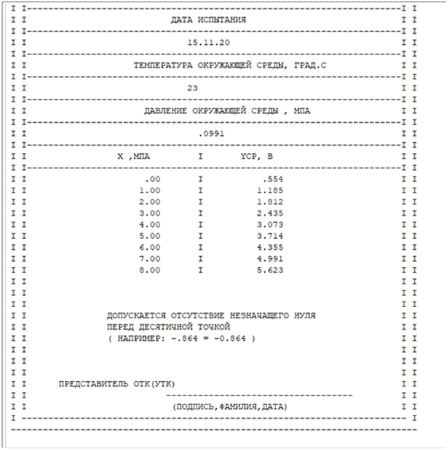 ДАТА ИСПЫТАНИЯ
15.11.20
ТЕМПЕРАТУРА ОКРУЖАЮЩЕЙ СРЕДЫ, ГРАД.С
23
ДАВЛЕНИЕ ОКРУЖАЮЩЕЙ СРЕДЫ , МПА
.0991
X ,МПА I YСР, В
.00 I .554
1.00 I 1.185
2.00 I 1.812
3.00 I 2.435
4.00 I 3.073
5.00 I 3.714
6.00 I 4.355
7.00 I 4.991
8.00 I 5.623
ДОПУСКАЕТСЯ ОТСУТСТВИЕ НЕЗНАЧАЩЕГО НУЛЯ
ПЕРЕД ДЕСЯТИЧНОЙ ТОЧКОЙ
( НАПРИМЕР: -.864 = -0.864 )
ПРЕДСТАВИТЕЛЬ ОТК(УТК)
(ПОДПИСЬ,ФАМИЛИЯ,ДАТА)